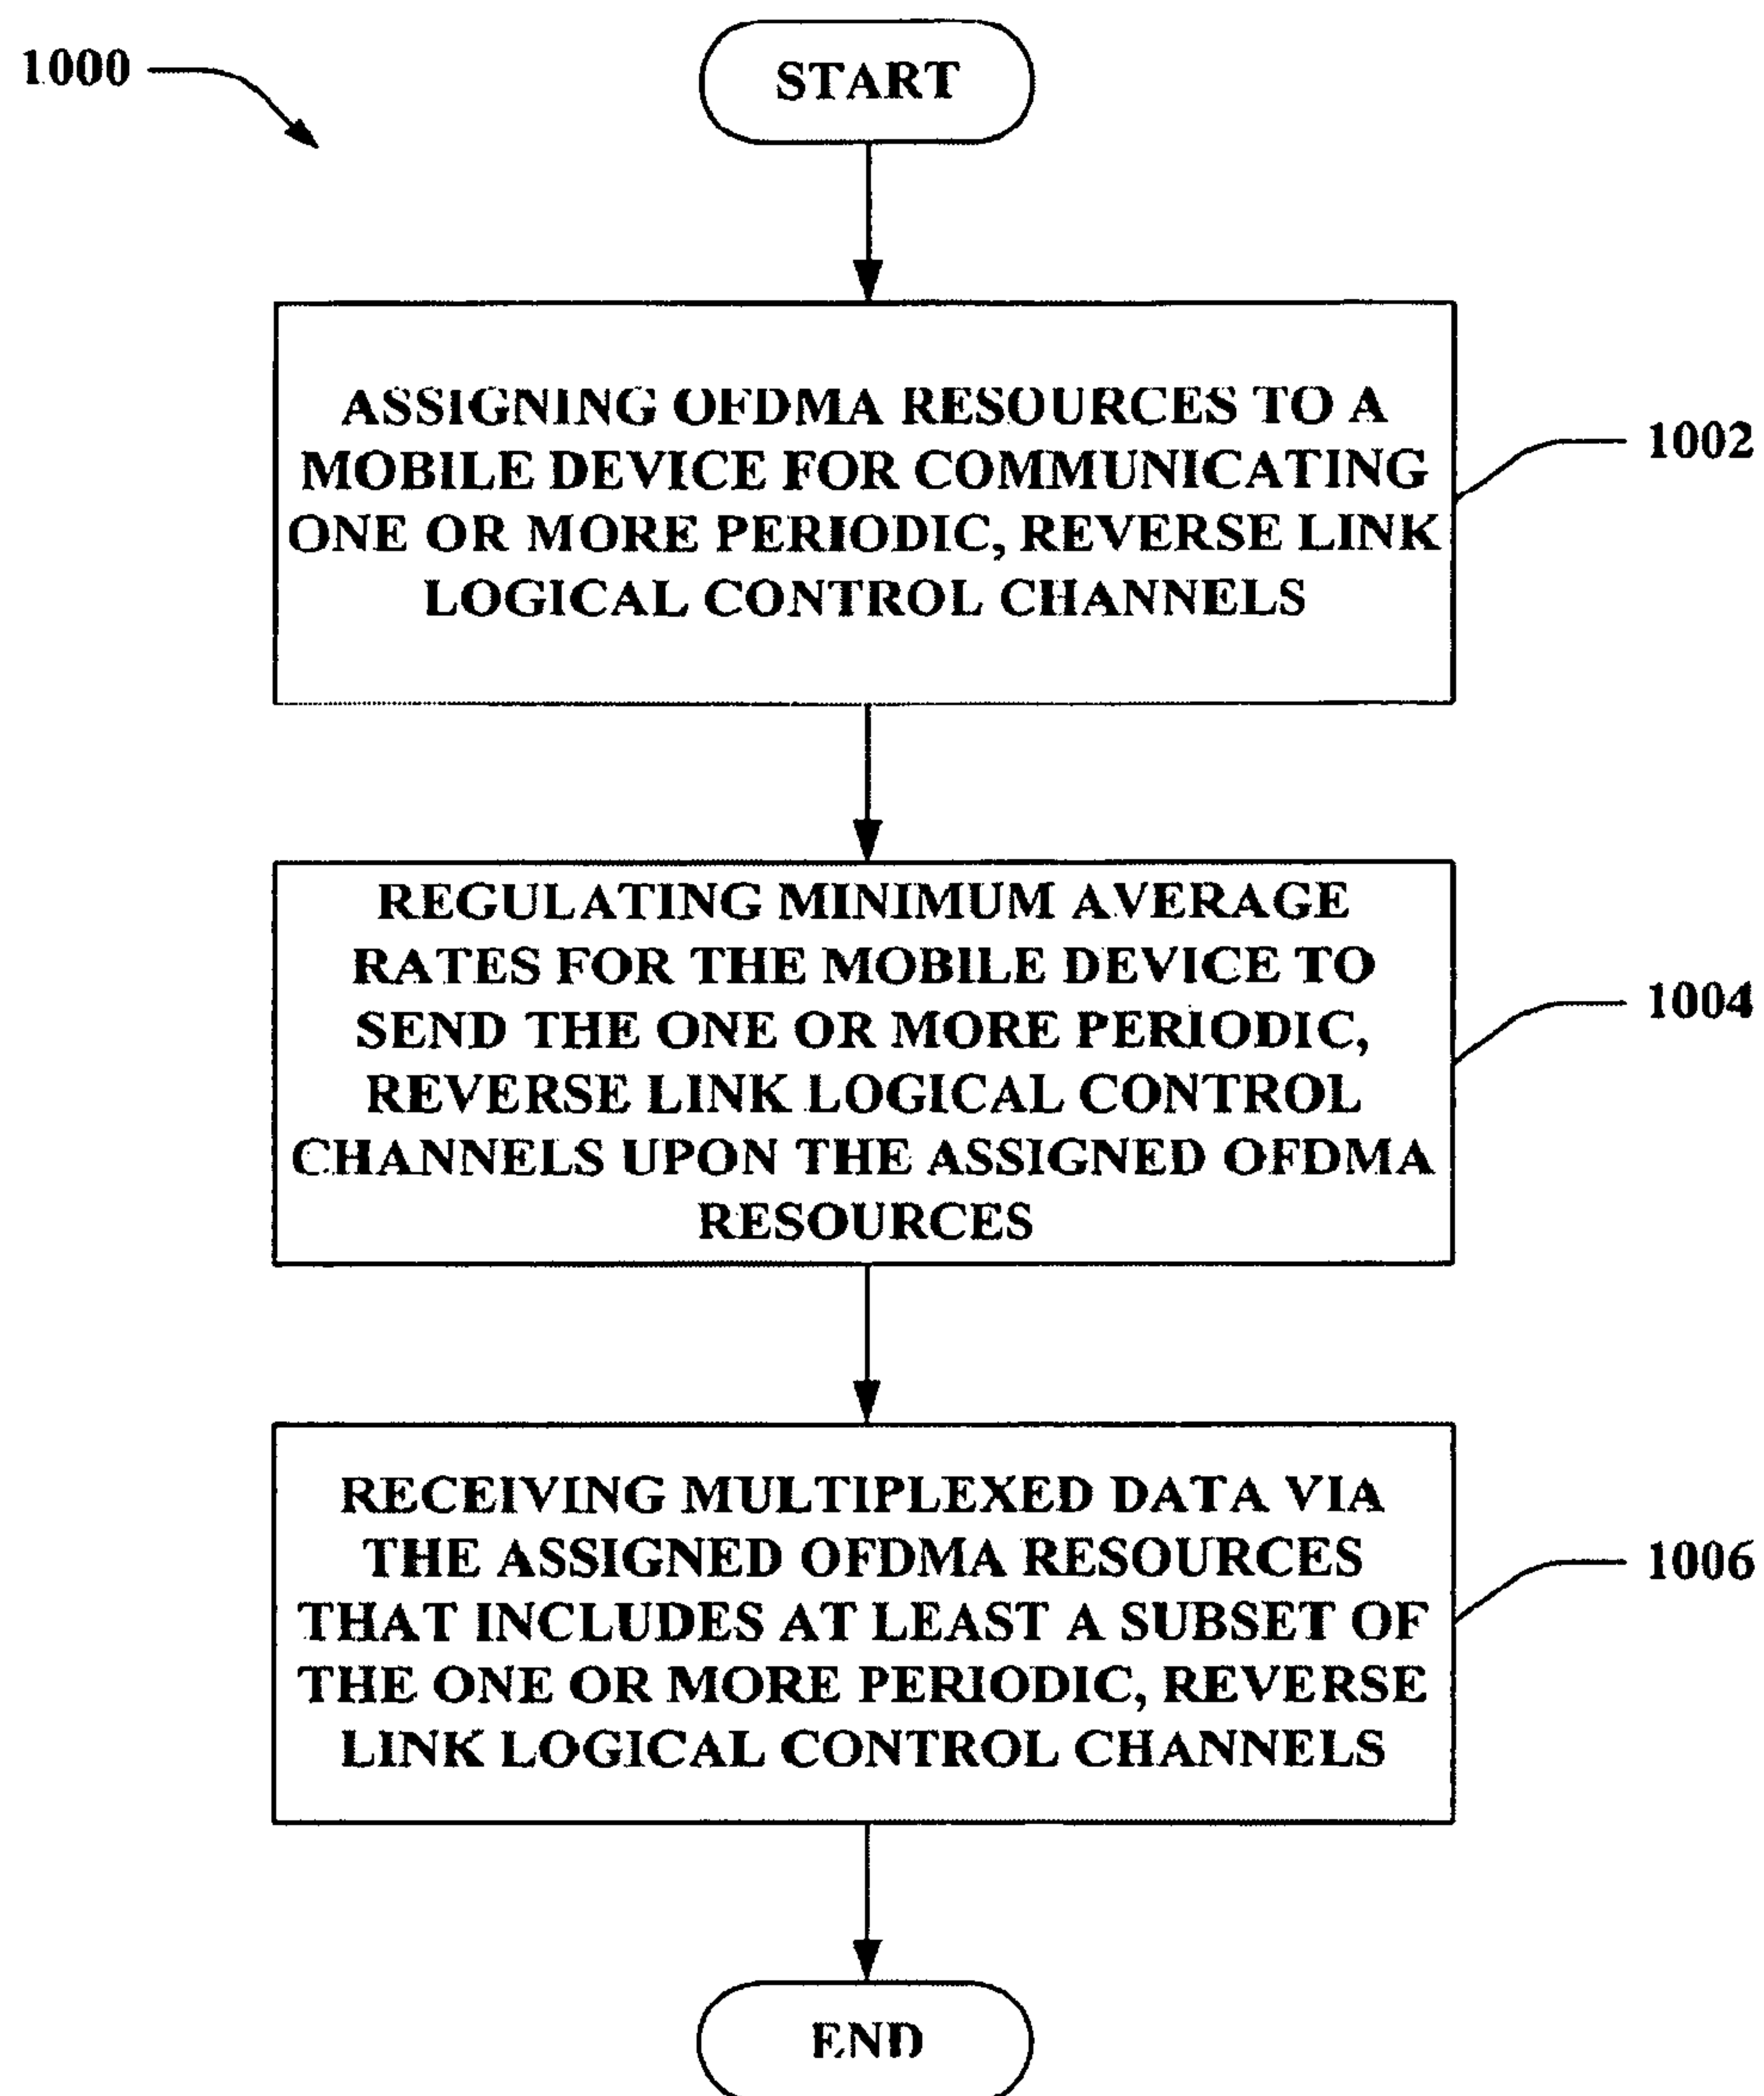 1000
START
ASSIGNING OFDMA RESOURCES TO A
MOBILE DEVICE FOR COMMUNICATING
ONE OR MORE PERIODIC, REVERSE LINK
LOGICAL CONTROL CHANNELS
1002
REGULATING MINIMUM AVERAGE
RATES FOR THE MOBILE DEVICE TO
SEND THE ONE OR MORE PERIODIC,
REVERSE LINK LOGICAL CONTROL
CHANNELS UPON THE ASSIGNED OFDMA
RESOURCES
1004
RECEIVING MULTIPLEXED DATA VIA
THE ASSIGNED OFDMA RESOURCES
THAT INCLUDES AT LEAST A SUBSET OF
THE ONE OR MORE PERIODIC, REVERSE
LINK LOGICAL CONTROL CHANNELS
1006
END